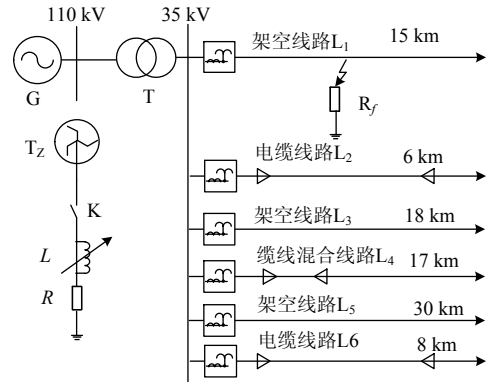 110 kV
35 kV
架空线路L₁
15 km
G
T
R_f
T_Z
电缆线路L₂
6 km
K
架空线路L₃
18 km
L
缆线混合线路L₄
17 km
R
架空线路L₅
30 km
电缆线路L6
8 km